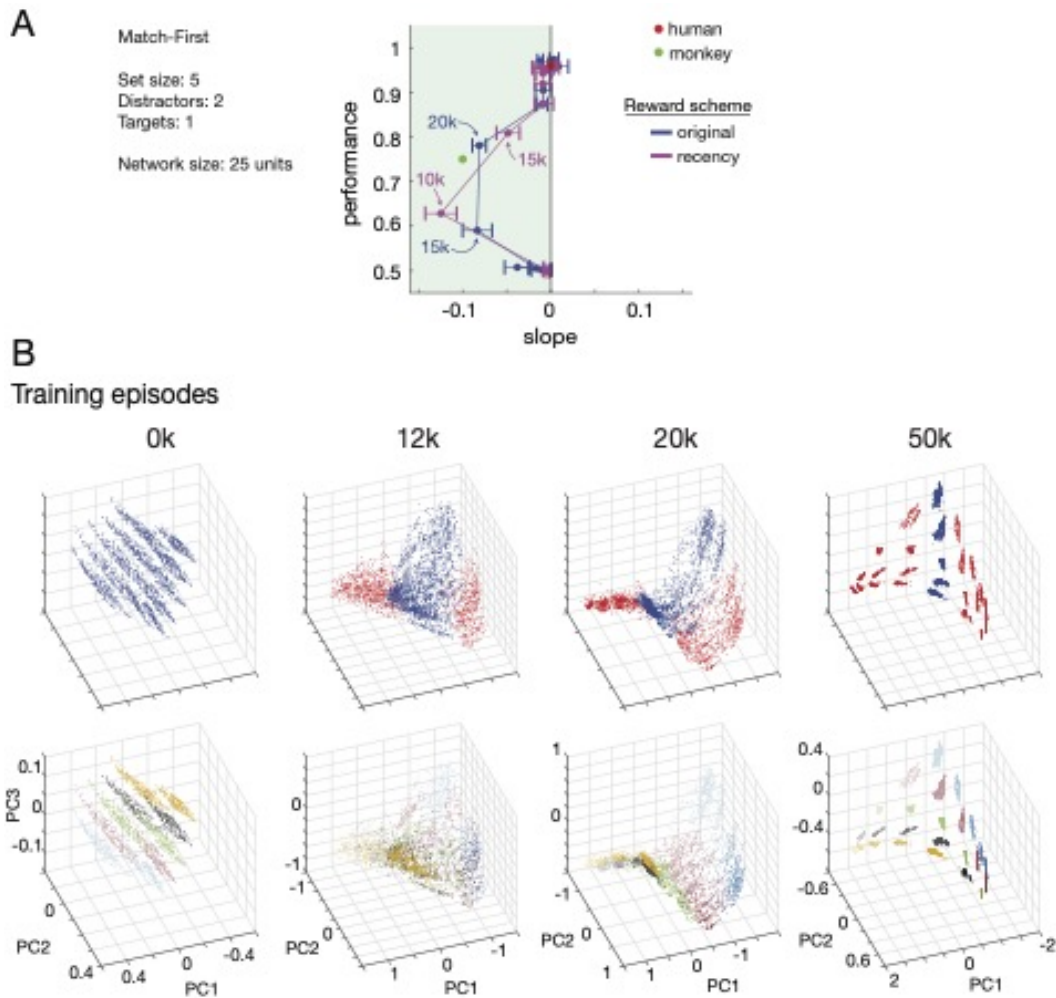 A
Match-First
Set size: 5
Distractors: 2
Targets: 1
Network size: 25 units
performance
1
0.9
0.8
0.7
0.6
0.5
20k
15k
10k
15k
-0.1
0
0.1
slope
human
monkey
Reward scheme
original
recency
B
Training episodes
0k
12k
20k
50k
PC3
0.1
0
-0.1
PC2
0
0.4
0.4
0
-0.4
PC1
0
-1
-1
PC2
0
1
0
-1
PC1
1
0
-1
-1
PC2
0
1
1
0
-1
PC1
0.4
0
-0.4
-0.8
-0.6
PC2
0
0.6
2
0
-2
PC1